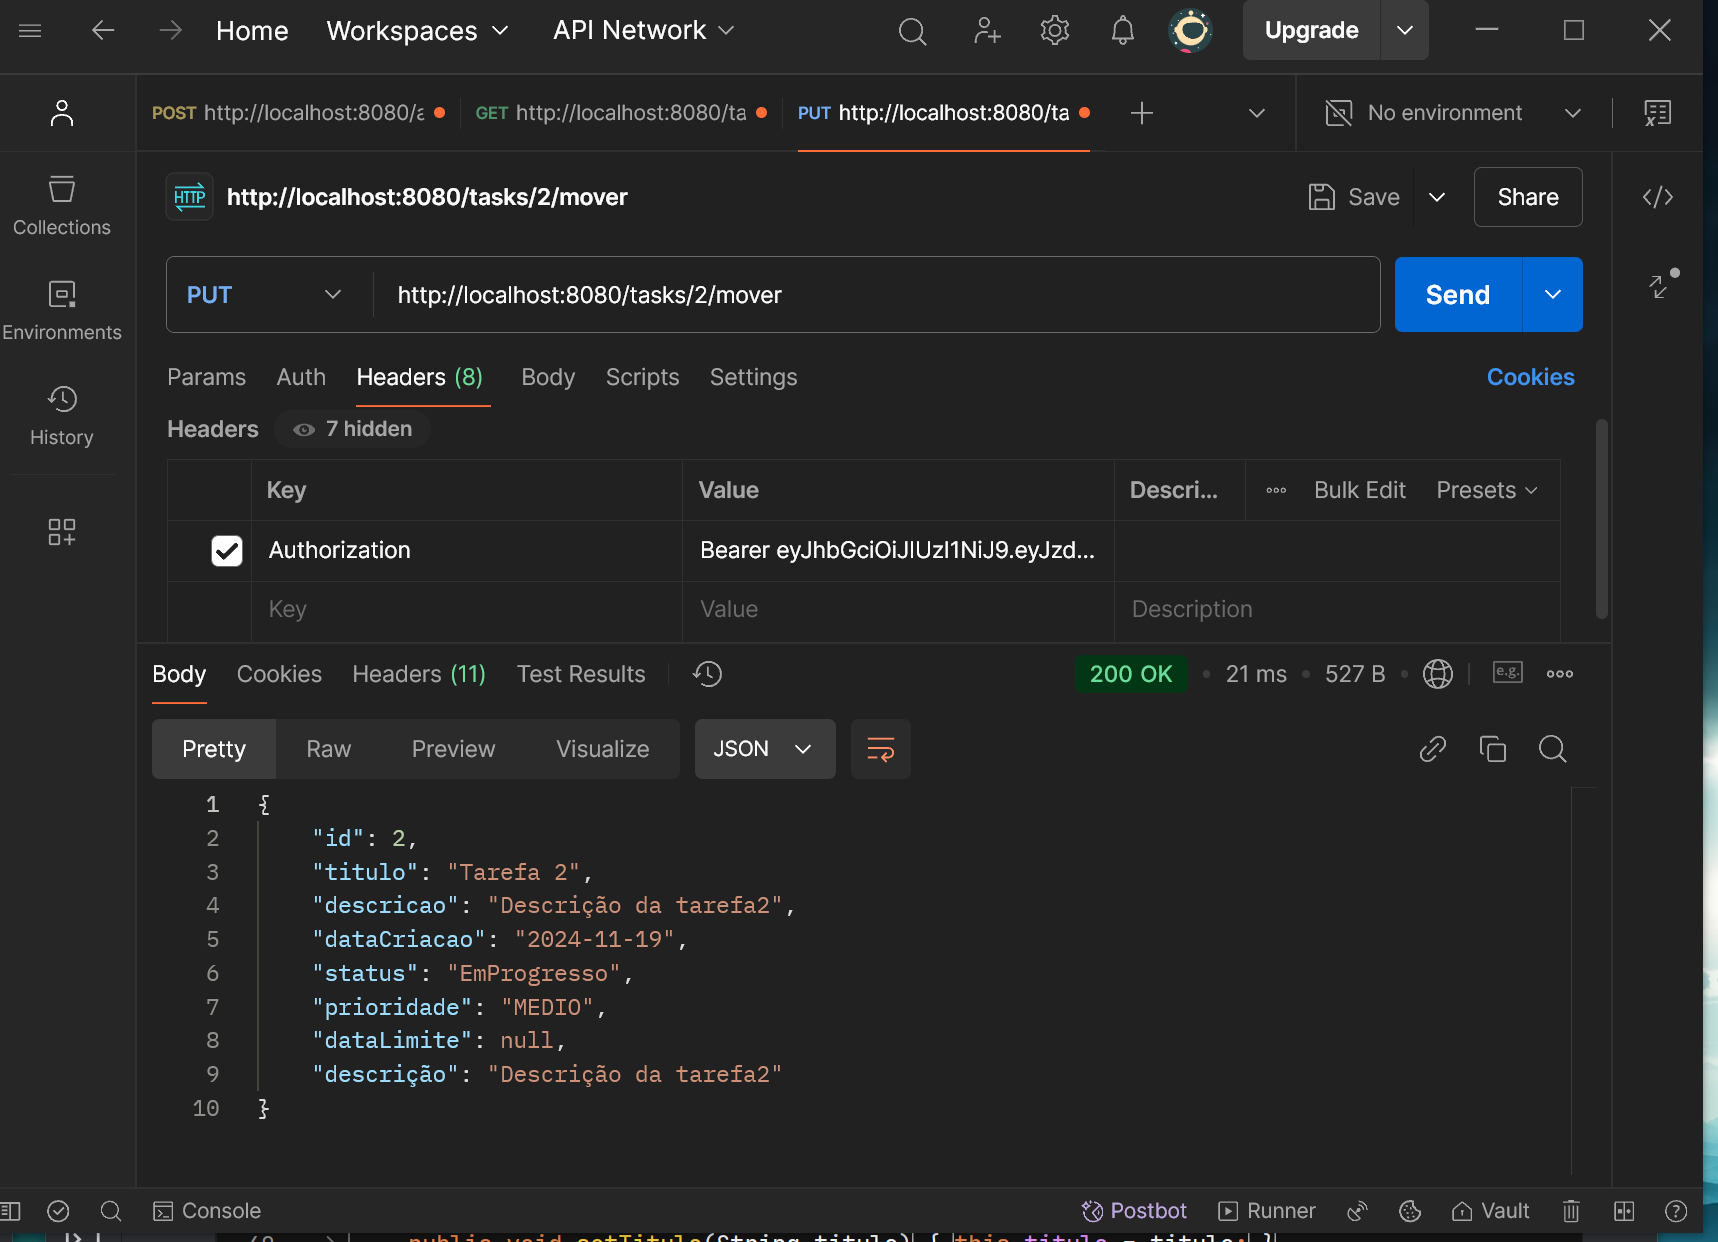 Home Workspaces API Network Upgrade
POST http://localhost:8080/a GET http://localhost:8080/ta PUT http://localhost:8080/ta No environment
HTTP http://localhost:8080/tasks/2/mover Save Share
Collections
PUT http://localhost:8080/tasks/2/mover Send
Environments
Params Auth Headers (8) Body Scripts Settings Cookies
Headers 7 hidden
History
Key Value Descri... Bulk Edit Presets
Authorization Bearer eyJhbGciOiJIUzI1NiJ9.eyJzd...
Key Value Description
Body Cookies Headers (11) Test Results 200 OK 21 ms 527 B e.g.
Pretty Raw Preview Visualize JSON
1 {
2 "id": 2,
3 "titulo": "Tarefa 2",
4 "descricao": "Descrição da tarefa2",
5 "dataCriacao": "2024-11-19",
6 "status": "EmProgresso",
7 "prioridade": "MEDIO",
8 "dataLimite": null,
9 "descrição": "Descrição da tarefa2"
10 }
Console Postbot Runner Vault
public void setTitulo(String titulo) { this.titulo = titulo; }